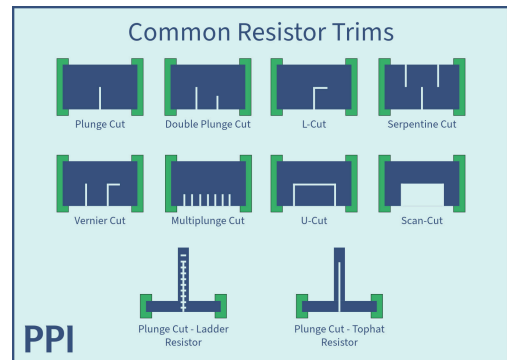 Common Resistor Trims
Plunge Cut
Double Plunge Cut
L-Cut
Serpentine Cut
Vernier Cut
Multiplunge Cut
U-Cut
Scan-Cut
Plunge Cut - Ladder
Resistor
Plunge Cut - Tophat
Resistor
PPI